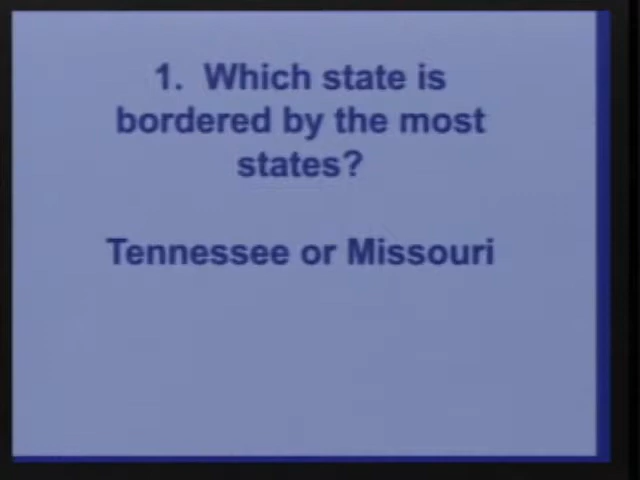 1. Which state is
bordered by the most
states?
Tennessee or Missouri